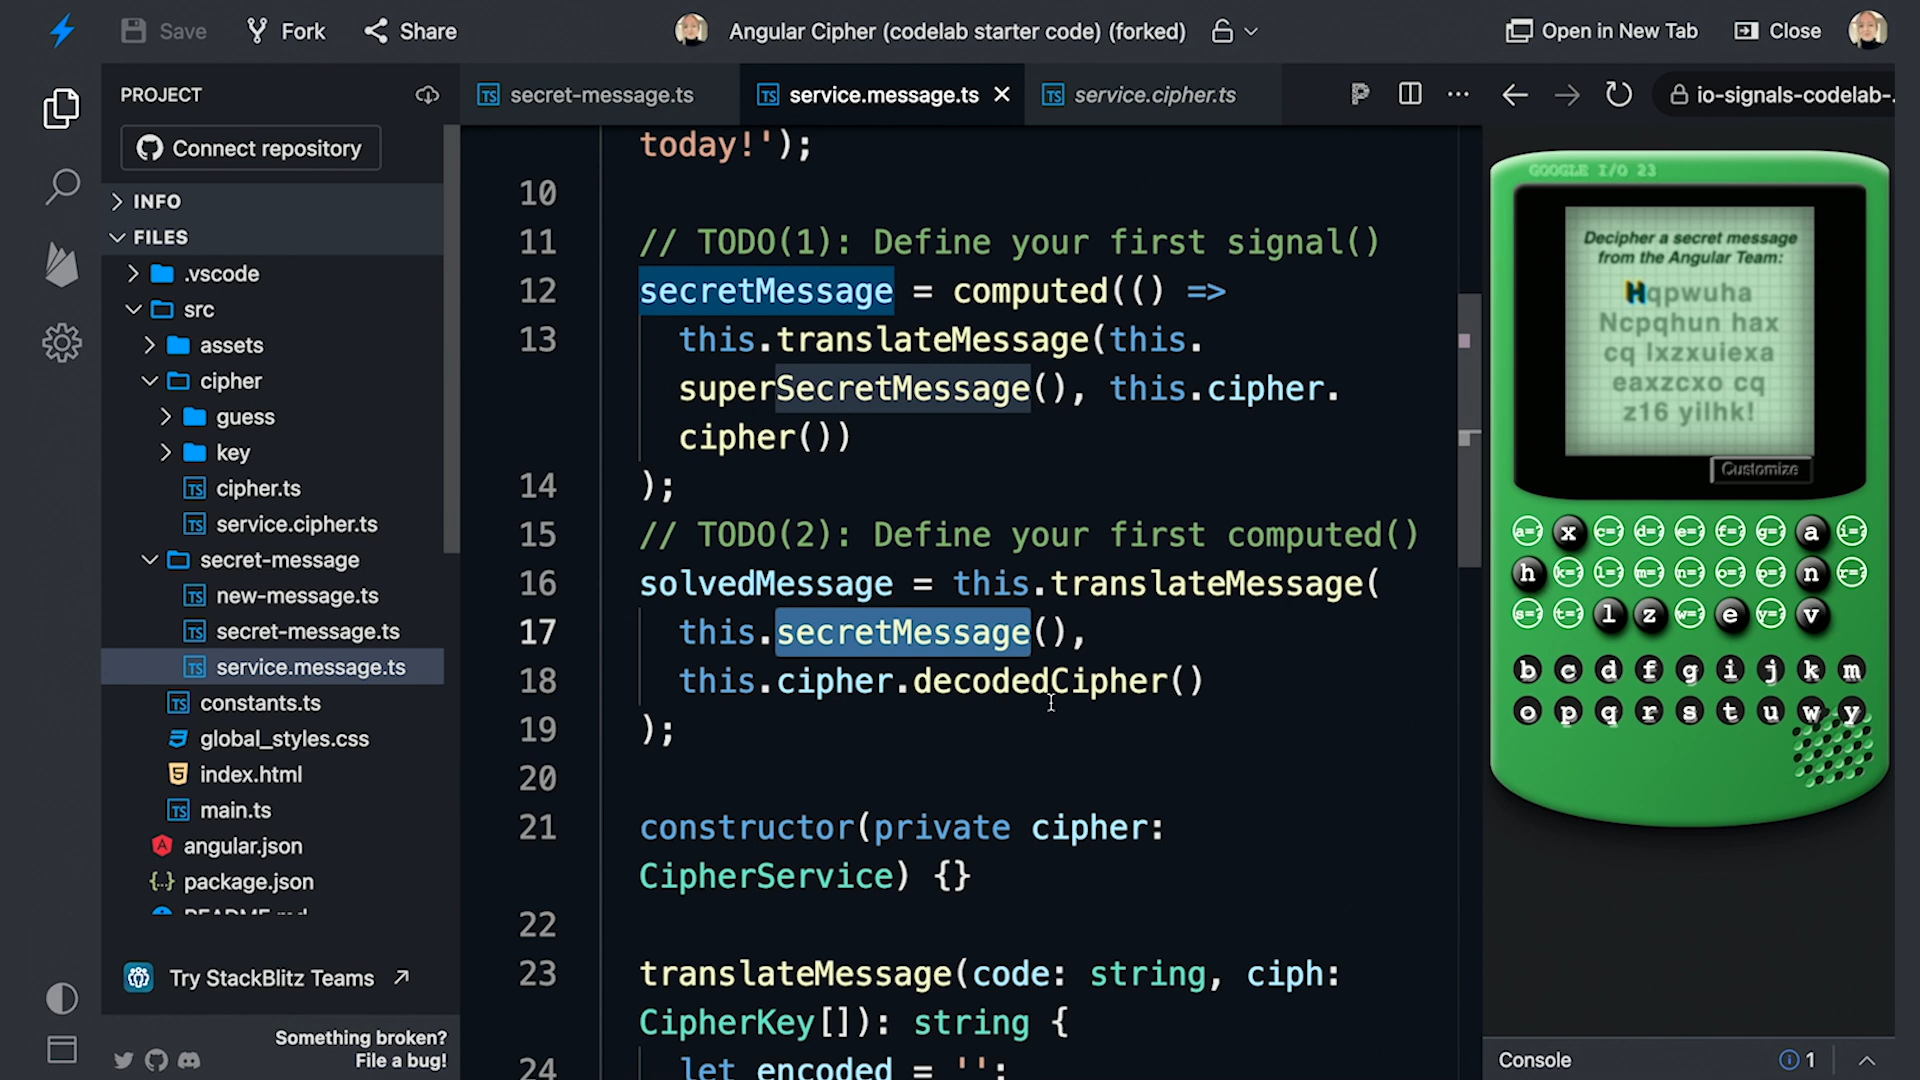 Save
Fork
Share
Angular Cipher (codelab starter code) (forked)
Open in New Tab
Close
PROJECT
Connect repository
INFO
FILES
.vscode
src
assets
cipher
guess
key
cipher.ts
service.cipher.ts
secret-message
new-message.ts
secret-message.ts
service.message.ts
constants.ts
global_styles.css
index.html
main.ts
angular.json
package.json
README.md
Try StackBlitz Teams
Something broken?
File a bug!
TS secret-message.ts
TS service.message.ts
TS service.cipher.ts
today!');
10
11 // TODO(1): Define your first signal()
12 secretMessage = computed(() =>
13 this.translateMessage(this.
superSecretMessage(), this.cipher.
cipher())
14 );
15 // TODO(2): Define your first computed()
16 solvedMessage = this.translateMessage(
17 this.secretMessage(),
18 this.cipher.decodedCipher()
19 );
20
21 constructor(private cipher:
CipherService) {}
22
23 translateMessage(code: string, ciph:
CipherKey[]): string {
24 let encoded = '';
io-signals-codelab-.
GOOGLE I/O 23
Decipher a secret message
from the Angular Team:
Hqpwuha
Ncpqhun hax
cq lxzxuiexa
eaxzcxo cq
z16 yilhk!
Customize
a=? x c=? d=? e=? f=? g=? a i=?
h k=? l=? m=? n=? o=? p=? n r=?
s=? t=? l z w=? e y=? v
b c d f g i j k m
o p q r s t u w y
Console
1